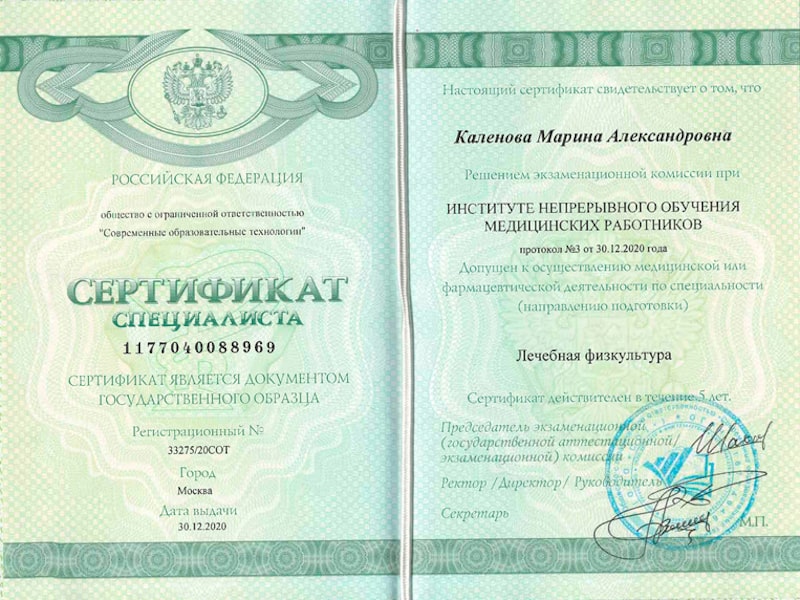 РОССИЙСКАЯ ФЕДЕРАЦИЯ
общество с ограниченной ответственностью
"Современные образовательные технологии"
СЕРТИФИКАТ
СПЕЦИАЛИСТА
1177040088969
СЕРТИФИКАТ ЯВЛЯЕТСЯ ДОКУМЕНТОМ
ГОСУДАРСТВЕННОГО ОБРАЗЦА
Регистрационный №
33275/20СОТ
Город
Москва
Дата выдачи
30.12.2020
Настоящий сертификат свидетельствует о том, что
Каленова Марина Александровна
Решением экзаменационной комиссии при
ИНСТИТУТЕ НЕПРЕРЫВНОГО ОБУЧЕНИЯ
МЕДИЦИНСКИХ РАБОТНИКОВ
протокол №3 от 30.12.2020 года
Допущен к осуществлению медицинской или
фармацевтической деятельности по специальности
(направлению подготовки)
Лечебная физкультура
Сертификат действителен в течение 5 лет.
Председатель экзаменационной
(государственной аттестационной/
экзаменационной) комиссии
Ректор /Директор/ Руководитель
Секретарь
М.П.